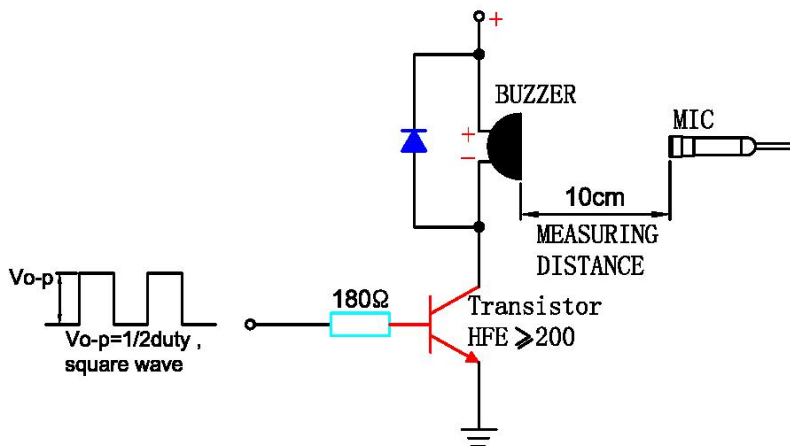 +
BUZZER
+
−
MIC
10cm
MEASURING
DISTANCE
Vo-p
180Ω
Transistor
HFE ≥200
Vo-p=1/2duty ,
square wave